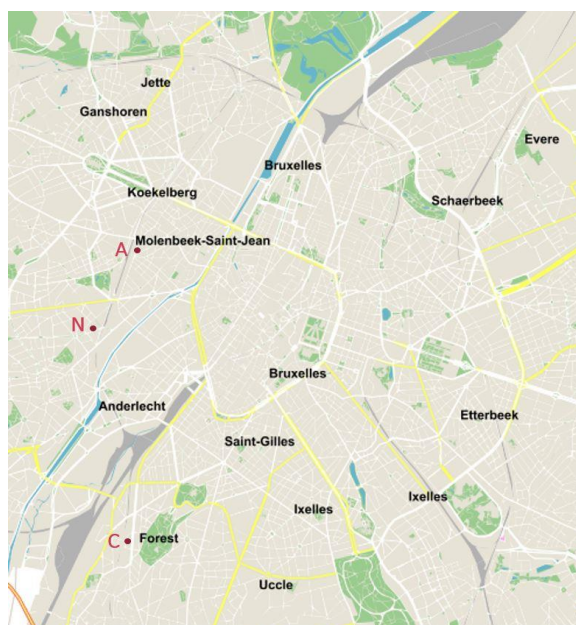 Jette
Ganshoren
Evere
Bruxelles
Koekelberg
Schaerbeek
Molenbeek-Saint-Jean
A
N
Bruxelles
Anderlecht
Etterbeek
Saint-Gilles
Ixelles
Ixelles
C
Forest
Uccle